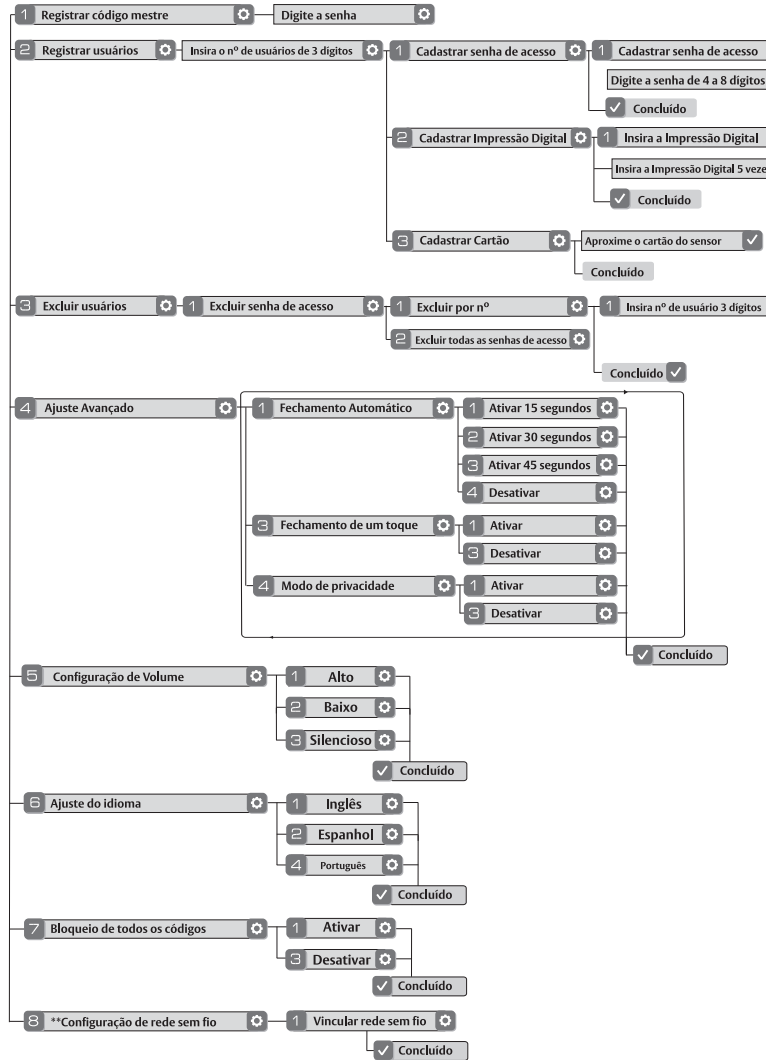 1 Registrar código mestre Digite a senha
2 Registrar usuários Insira o nº de usuários de 3 dígitos 1 Cadastrar senha de acesso 1 Cadastrar senha de acesso
Digite a senha de 4 a 8 dígitos
Concluído
2 Cadastrar Impressão Digital 1 Insira a Impressão Digital
Insira a Impressão Digital 5 veze
Concluído
3 Cadastrar Cartão Aproxime o cartão do sensor
Concluído
3 Excluir usuários 1 Excluir senha de acesso 1 Excluir por nº 1 Insira nº de usuário 3 dígitos
2 Excluir todas as senhas de acesso
Concluído
4 Ajuste Avançado 1 Fechamento Automático 1 Ativar 15 segundos
2 Ativar 30 segundos
3 Ativar 45 segundos
4 Desativar
3 Fechamento de um toque 1 Ativar
3 Desativar
4 Modo de privacidade 1 Ativar
3 Desativar
Concluído
5 Configuração de Volume 1 Alto
2 Baixo
3 Silencioso
Concluído
6 Ajuste do idioma 1 Inglês
2 Espanhol
4 Português
Concluído
7 Bloqueio de todos os códigos 1 Ativar
3 Desativar
Concluído
8 **Configuração de rede sem fio 1 Vincular rede sem fio
Concluído